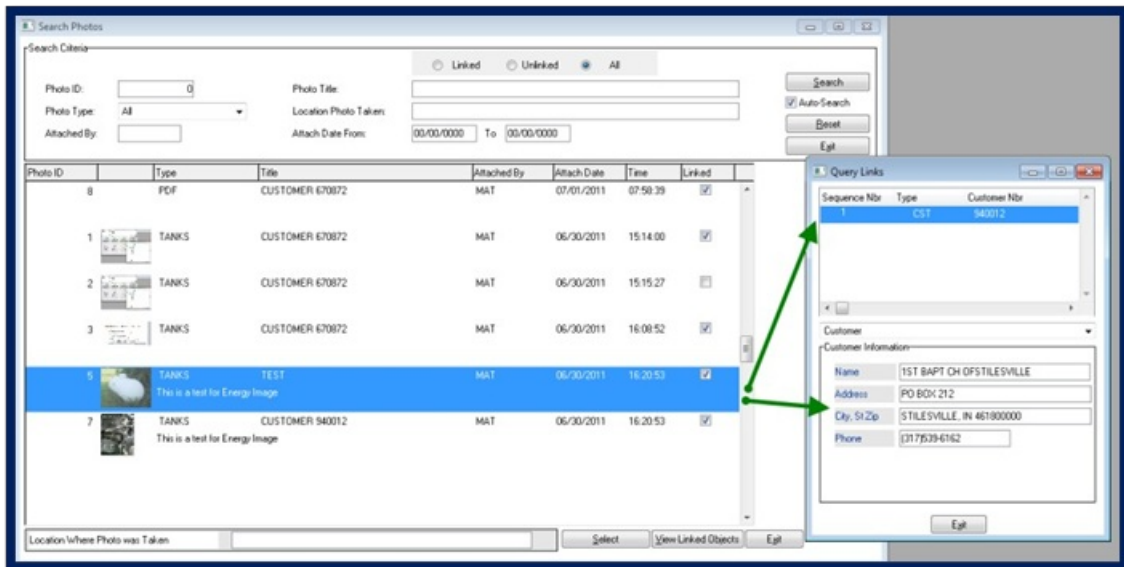 Search Photos
Search Criteria
Linked Unlinked All
Photo ID: 0 Photo Title: Search
Photo Type: All Location Photo Taken: Auto-Search
Attached By: Attach Date From: 00/00/0000 To 00/00/0000 Reset
Exit
Photo ID Type Title Attached By Attach Date Time Linked
8 PDF CUSTOMER 670872 MAT 07/01/2011 07:58:39
1 TANKS CUSTOMER 670872 MAT 06/30/2011 15:14:00
2 TANKS CUSTOMER 670872 MAT 06/30/2011 15:15:27
3 TANKS CUSTOMER 670872 MAT 06/30/2011 16:08:52
5 TANKS TEST MAT 06/30/2011 16:20:53
This is a test for Energy Image
7 TANKS CUSTOMER 940012 MAT 06/30/2011 16:20:53
This is a test for Energy Image
Location Where Photo was Taken Select View Linked Objects Exit
Query Links
Sequence Nbr Type Customer Nbr
1 CST 940012
Customer
Customer Information
Name 1ST BAPT CH OFSTILESVILLE
Address PO BOX 212
City, St Zip STILESVILLE, IN 461800000
Phone (317)539-6162
Exit